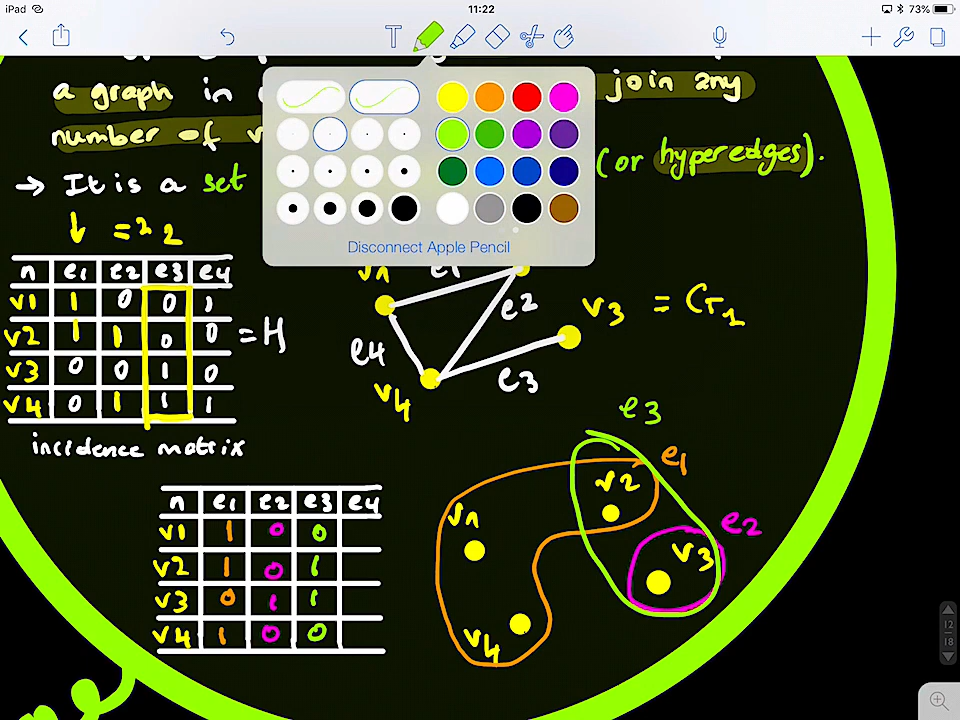 iPad
11:22
73%
T
a graph in
join any
number of
(or hyperedges).
→ It is a set
Disconnect Apple Pencil
↓ =2
n e1 e2 e3 e4
v1 1 0 0 1
v2 1 1 0 0
v3 0 0 1 0
v4 0 1 1 1
= H
incidence matrix
v1
e1
e2
e4
e3
v4
v3 = G1
n e1 e2 e3 e4
v1 1 0 0
v2 1 0 1
v3 0 1 1
v4 1 0 0
e3
e1
v2
v1
e2
v3
v4
12
18